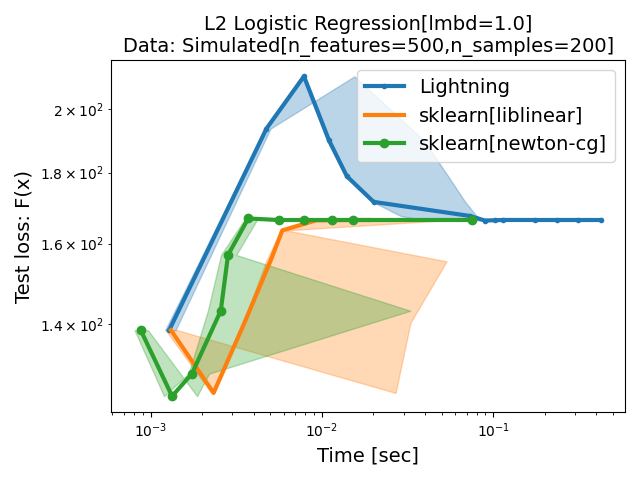 L2 Logistic Regression[lmbd=1.0]
Data: Simulated[n_features=500,n_samples=200]
Lightning
sklearn[liblinear]
sklearn[newton-cg]
Test loss: F(x)
2 × 10²
1.8 × 10²
1.6 × 10²
1.4 × 10²
10⁻³
10⁻²
10⁻¹
Time [sec]